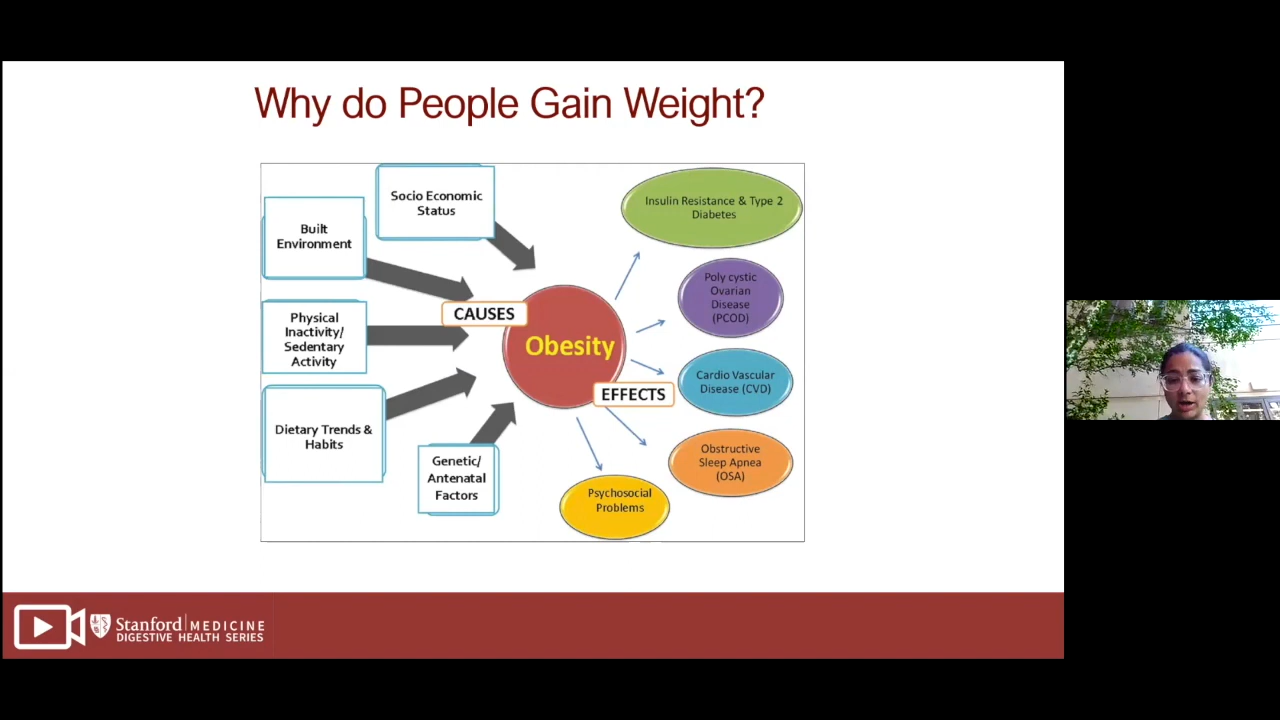 Why do People Gain Weight?
Socio Economic
Status
Built
Environment
Physical
Inactivity/
Sedentary
Activity
Dietary Trends &
Habits
Genetic/
Antenatal
Factors
CAUSES
Obesity
EFFECTS
Insulin Resistance & Type 2
Diabetes
Poly cystic
Ovarian
Disease
(PCOD)
Cardio Vascular
Disease (CVD)
Obstructive
Sleep Apnea
(OSA)
Psychosocial
Problems
Stanford MEDICINE
DIGESTIVE HEALTH SERIES